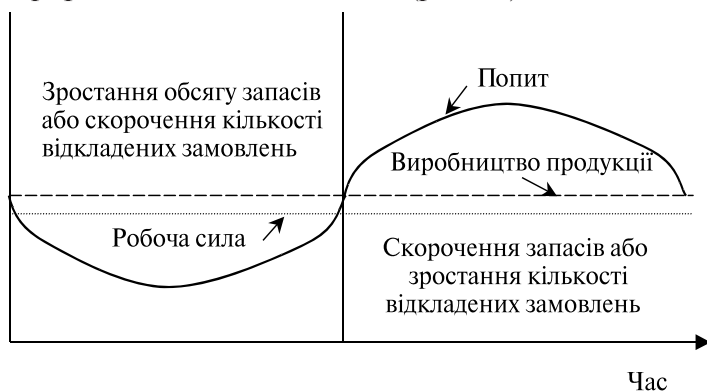 Зростання обсягу запасів
або скорочення кількості
відкладених замовлень
Попит
Виробництво продукції
Робоча сила
Скорочення запасів або
зростання кількості
відкладених замовлень
Час